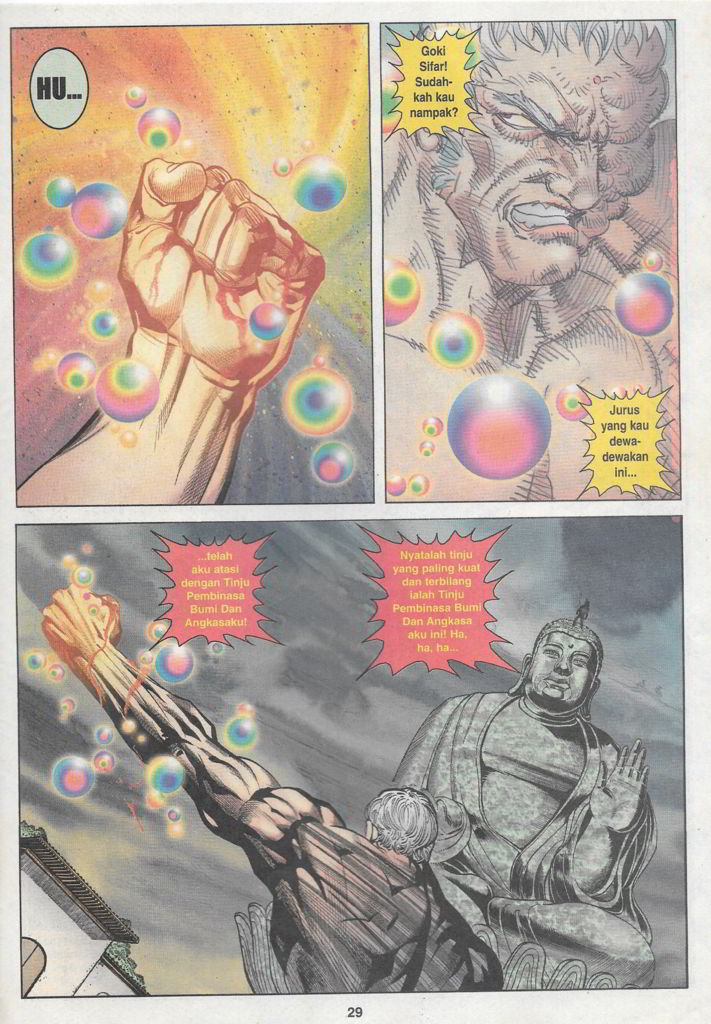 HU...
Goki
Sifar!
Sudah-
kah kau
nampak?
Jurus
yang kau
dewa-
dewakan
ini...
...telah
aku atasi
dengan Tinju
Pembinasa
Bumi Dan
Angkasaku!
Nyatalah tinju
yang paling kuat
dan terbilang
ialah Tinju
Pembinasa Bumi
Dan Angkasa
aku ini! Ha,
ha, ha...
29